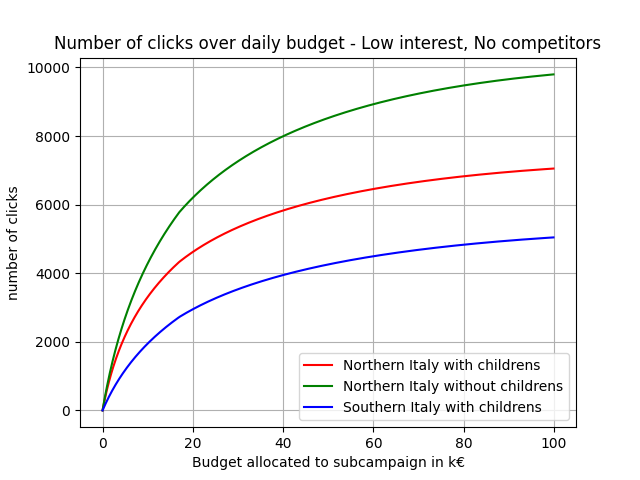 Number of clicks over daily budget - Low interest, No competitors
10000
8000
6000
4000
2000
0
number of clicks
Northern Italy with childrens
Northern Italy without childrens
Southern Italy with childrens
0 20 40 60 80 100
Budget allocated to subcampaign in k€